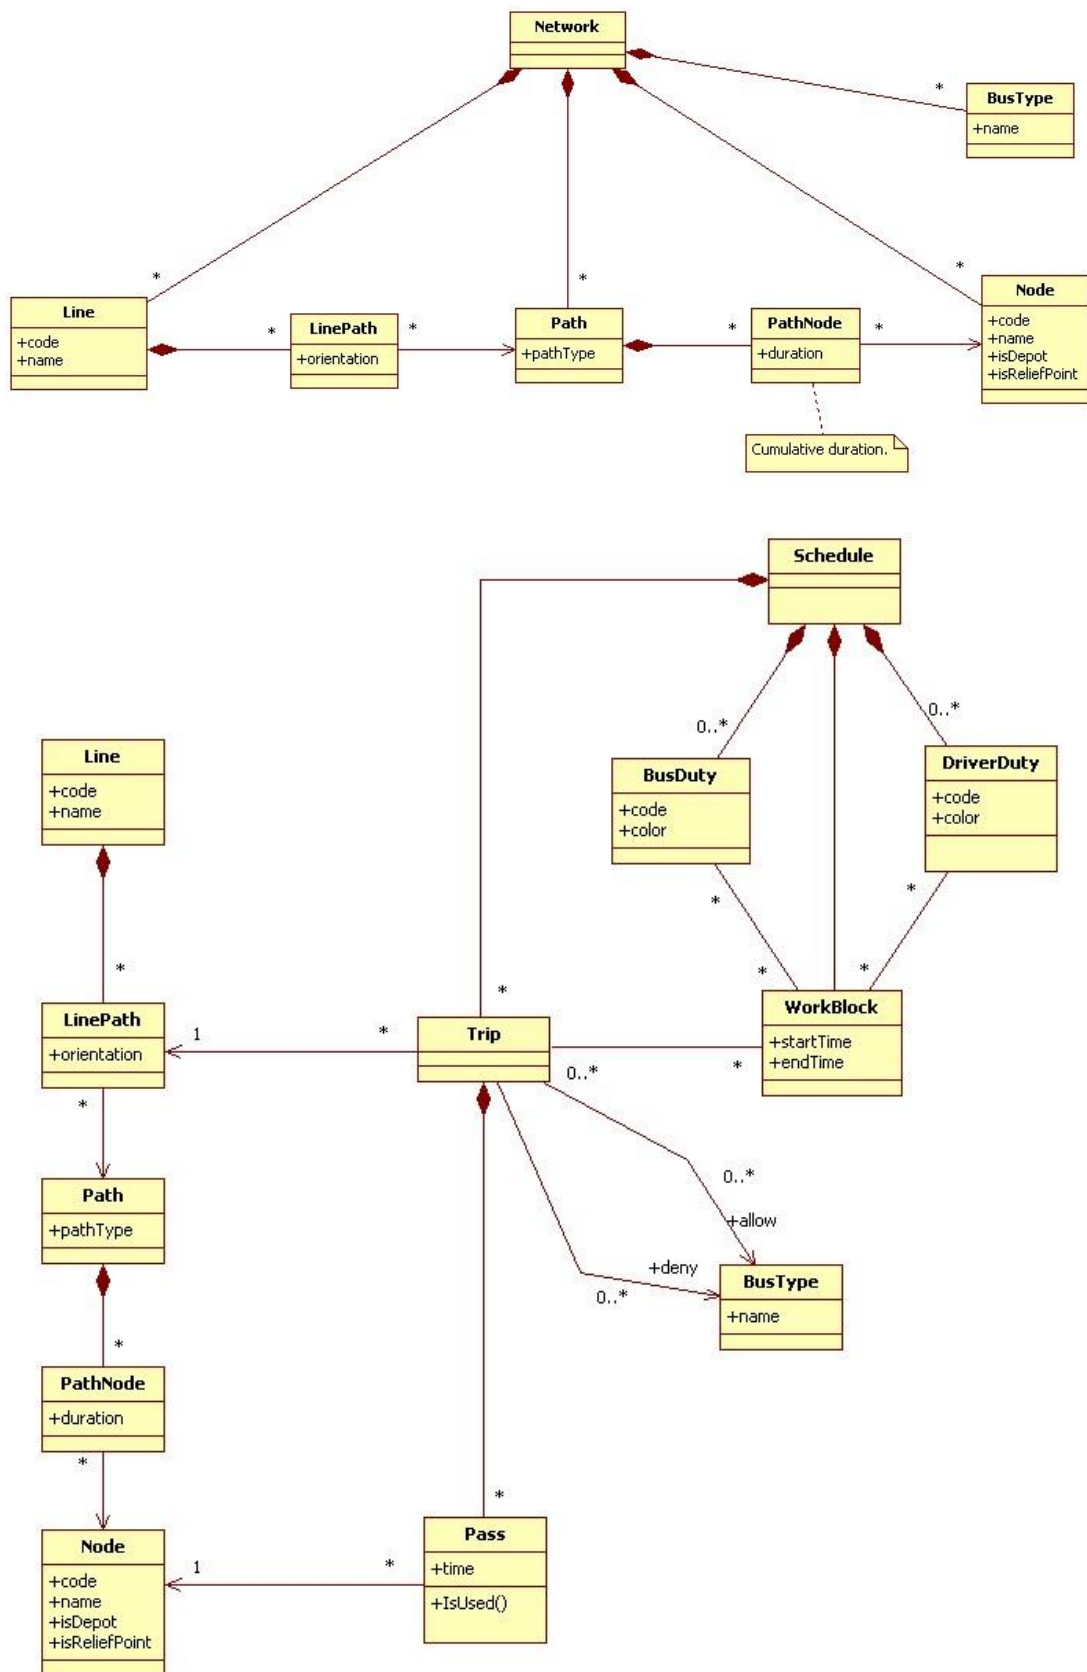 Network
*
BusType
+name
*
*
*
Line
+code
+name
*
LinePath
+orientation
*
Path
+pathType
*
PathNode
+duration
*
Node
+code
+name
+isDepot
+isReliefPoint
Cumulative duration.
Schedule
0..*
0..*
Line
+code
+name
BusDuty
+code
+color
DriverDuty
+code
+color
*
*
*
*
*
*
LinePath
+orientation
1
*
Trip
WorkBlock
+startTime
+endTime
*
0..*
*
Path
+pathType
0..*
+allow
+deny
0..*
BusType
+name
*
PathNode
+duration
*
*
Node
+code
+name
+isDepot
+isReliefPoint
1
*
Pass
+time
+IsUsed()